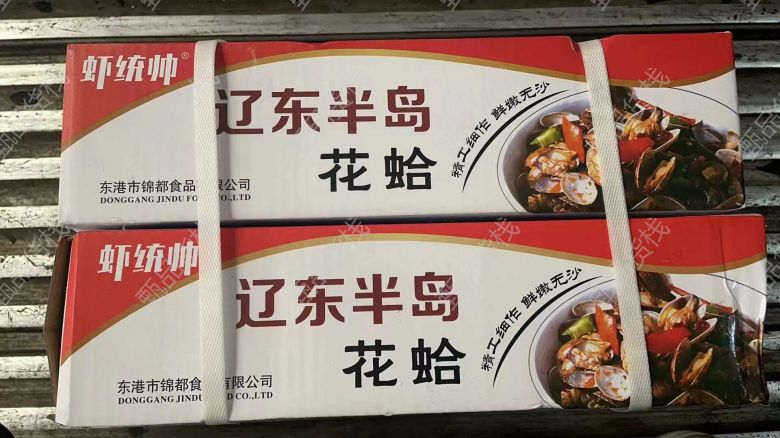 虾统帅®
辽东半岛
花蛤
精工细作 鲜嫩无沙
东港市锦都食品有限公司
DONGGANG JINDU FOOD CO.,LTD
虾统帅
辽东半岛
花蛤
精工细作 鲜嫩无沙
东港市锦都食 有限公司
DONGGANG JINDU FOOD CO.,LTD